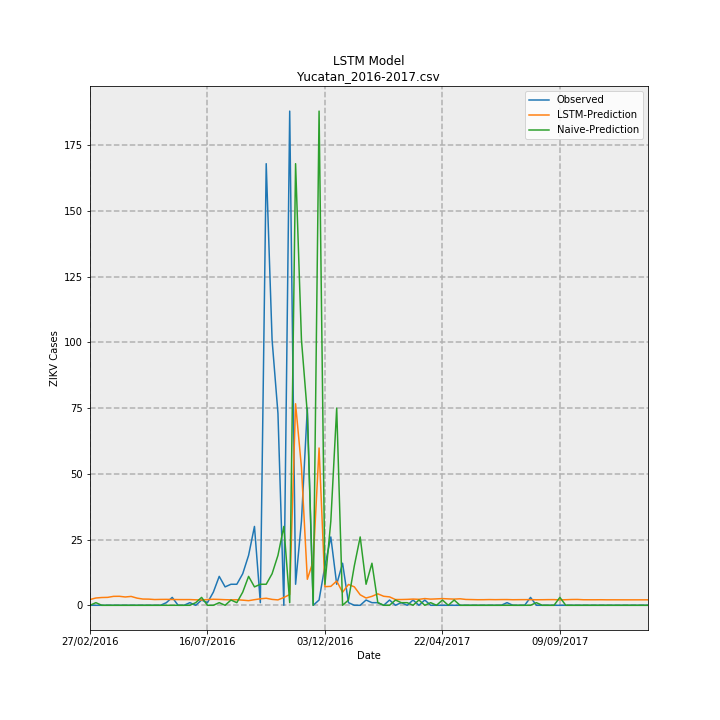 LSTM Model
Yucatan_2016-2017.csv
Observed
LSTM-Prediction
Naive-Prediction
175
150
125
100
75
50
25
0
ZIKV Cases
27/02/2016
16/07/2016
03/12/2016
22/04/2017
09/09/2017
Date